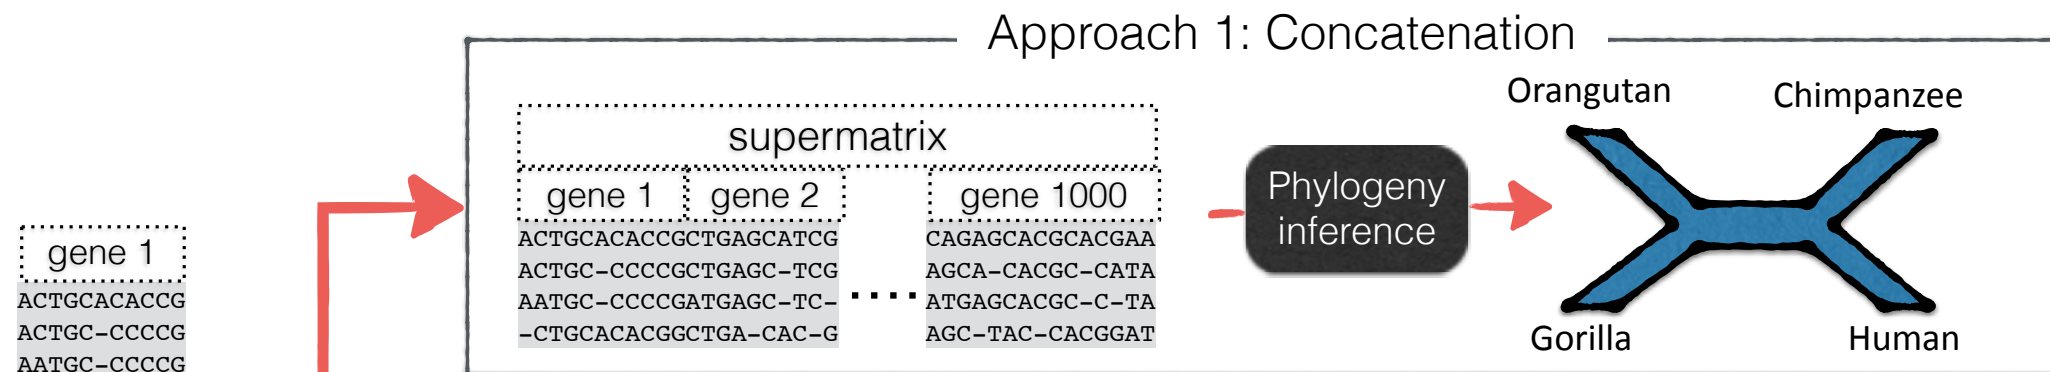 Approach 1: Concatenation
Orangutan
Chimpanzee
supermatrix
gene 1
gene 2
gene 1000
ACTGCACACCGCTGAGCATCG
CAGAGCACGCACGAA
ACTGC-CCCCGCTGAGC-TCG
AGCA-CACGC-CATA
AATGC-CCCCGATGAGC-TC-
....
ATGAGCACGC-C-TA
-CTGCACACGGCTGA-CAC-G
AGC-TAC-CACGGAT
Phylogeny
inference
Gorilla
Human
gene 1
ACTGCACACCG
ACTGC-CCCCG
AATGC-CCCCG